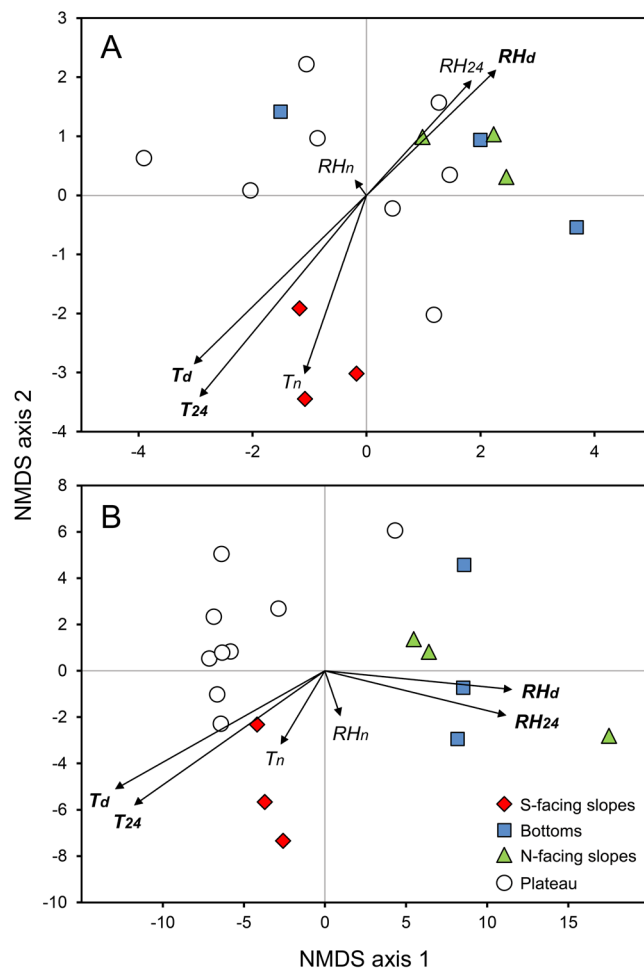 3
A
RH24 RHd
2
1
RHn
0
-1
-2
-3
Td
Tn
T24
-4
-4 -2 0 2 4
NMDS axis 2
8
B
6
4
2
0
RHd
-2
RH24
RHn
Tn
-4
Td
T24
-6
S-facing slopes
Bottoms
-8
N-facing slopes
Plateau
-10
-10 -5 0 5 10 15
NMDS axis 1